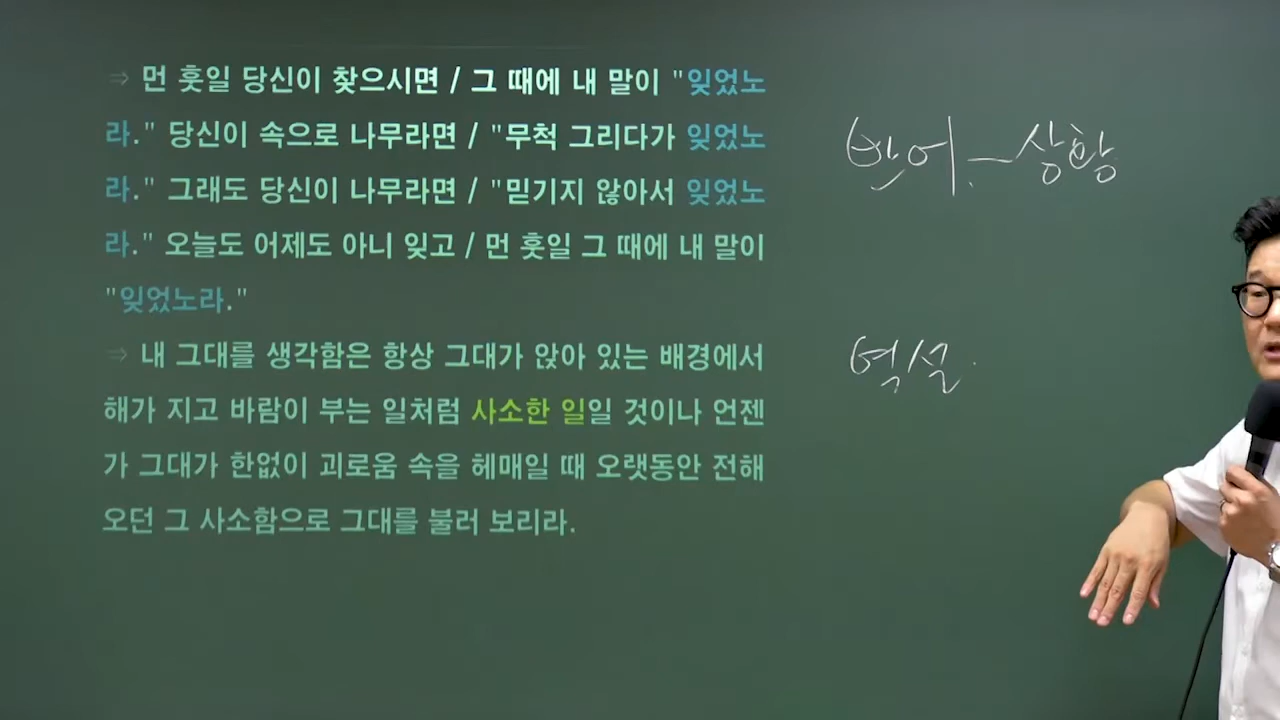 ⇒ 먼 훗일 당신이 찾으시면 / 그 때에 내 말이 "잊었노
라." 당신이 속으로 나무라면 / "무척 그리다가 잊었노
라." 그래도 당신이 나무라면 / "믿기지 않아서 잊었노
라." 오늘도 어제도 아니 잊고 / 먼 훗일 그 때에 내 말이
"잊었노라."
⇒ 내 그대를 생각함은 항상 그대가 앉아 있는 배경에서
해가 지고 바람이 부는 일처럼 사소한 일일 것이나 언젠
가 그대가 한없이 괴로움 속을 헤매일 때 오랫동안 전해
오던 그 사소함으로 그대를 불러 보리라.
반어 - 상황
역설